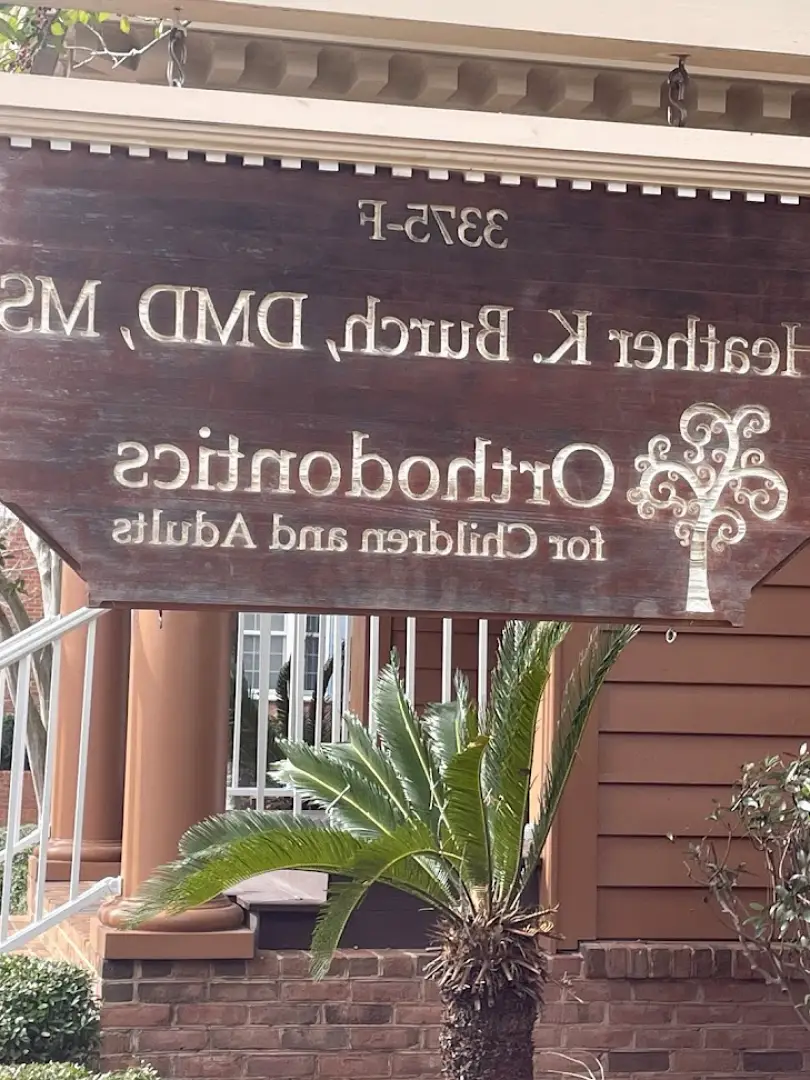 3375-F
Heather K. Burch, DMD, MS
Orthodontics
for Children and Adults